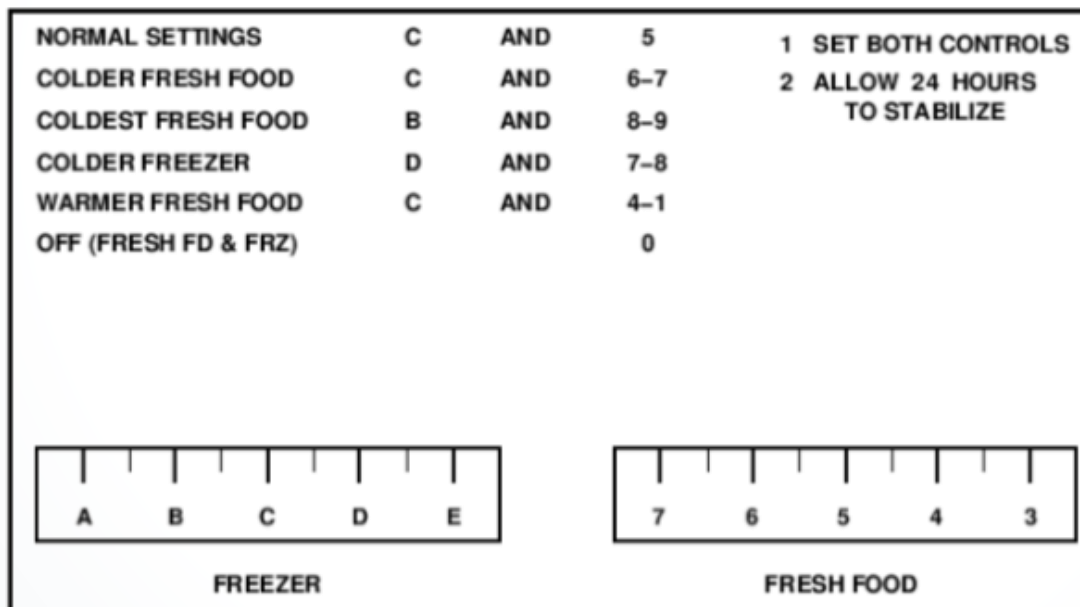 NORMAL SETTINGS C AND 5
COLDER FRESH FOOD C AND 6–7
COLDEST FRESH FOOD B AND 8–9
COLDER FREEZER D AND 7–8
WARMER FRESH FOOD C AND 4–1
OFF (FRESH FD & FRZ) 0
1 SET BOTH CONTROLS
2 ALLOW 24 HOURS
TO STABILIZE
A B C D E
FREEZER
7 6 5 4 3
FRESH FOOD